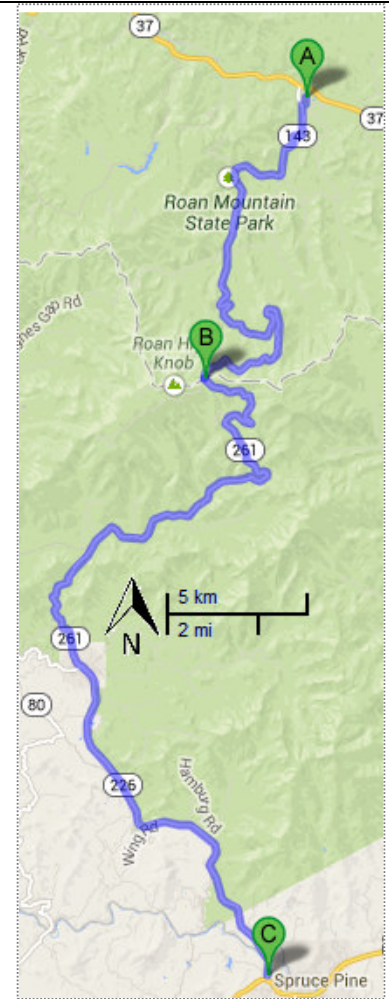 37
A
37
143
Roan Mountain
State Park
Roan Hi
Knob
B
261
5 km
2 mi
N
261
80
226
Hamburg Rd
Wing Rd
C
Spruce Pine